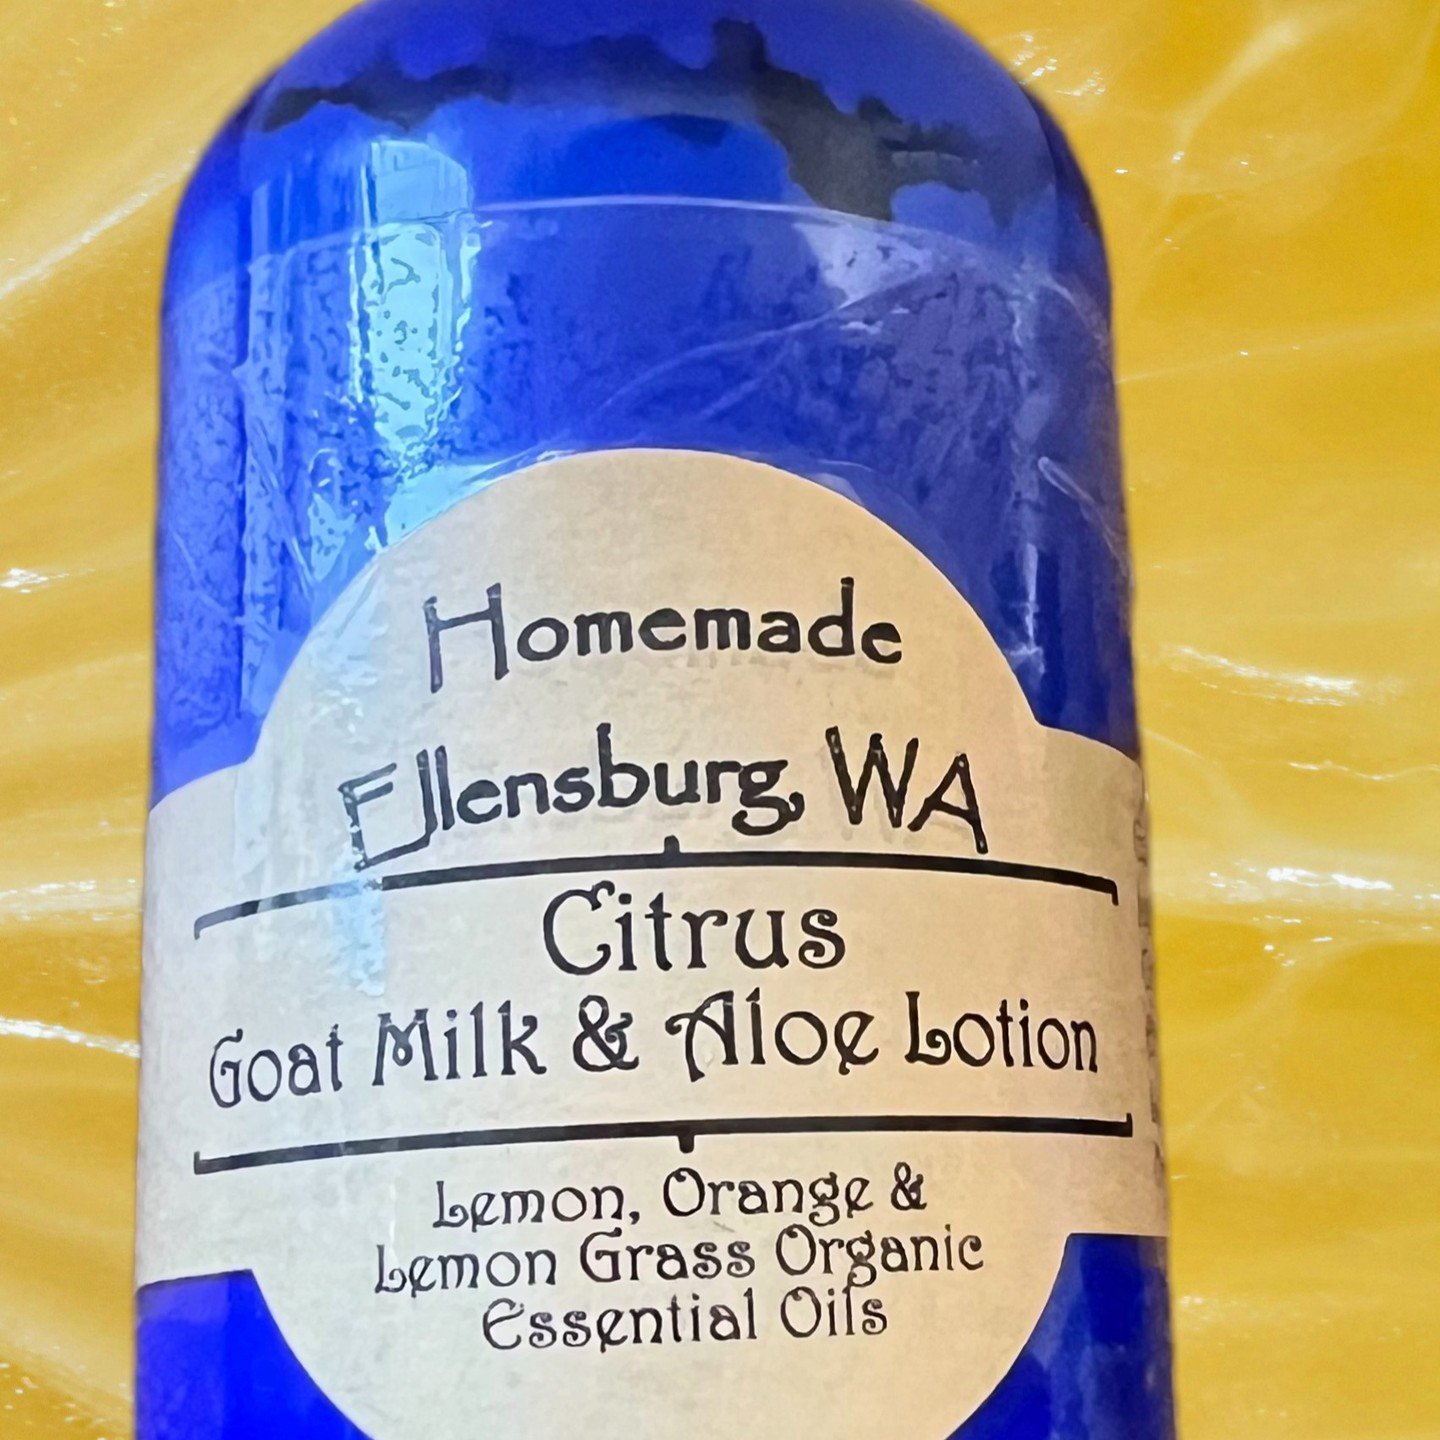 Homemade
Ellensburg, WA
Citrus
Goat Milk & Aloe Lotion
Lemon, Orange &
Lemon Grass Organic
Essential Oils